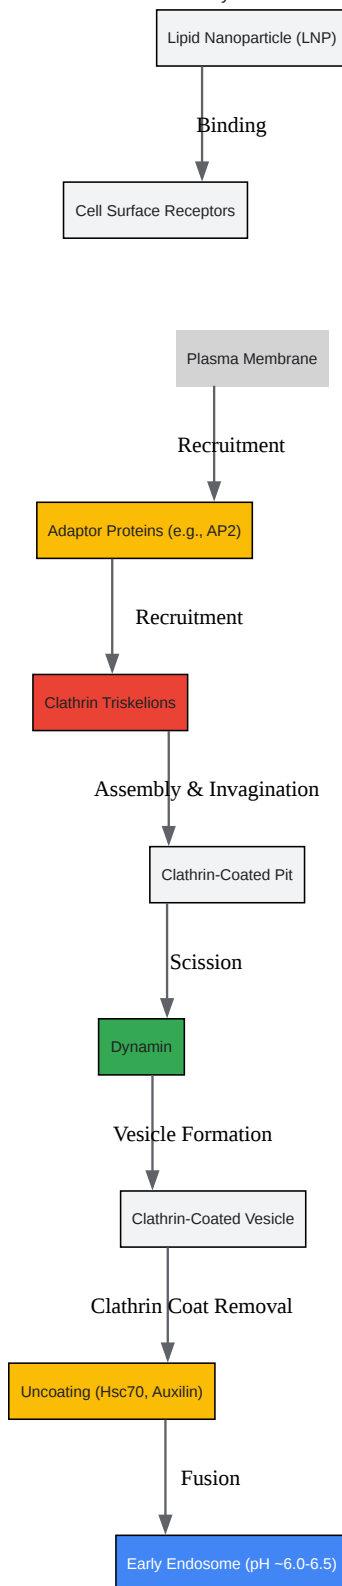 Lipid Nanoparticle (LNP)
Binding
Cell Surface Receptors
Plasma Membrane
Recruitment
Adaptor Proteins (e.g., AP2)
Recruitment
Clathrin Triskelions
Assembly & Invagination
Clathrin-Coated Pit
Scission
Dynamin
Vesicle Formation
Clathrin-Coated Vesicle
Clathrin Coat Removal
Uncoating (Hsc70, Auxilin)
Fusion
Early Endosome (pH ~6.0-6.5)